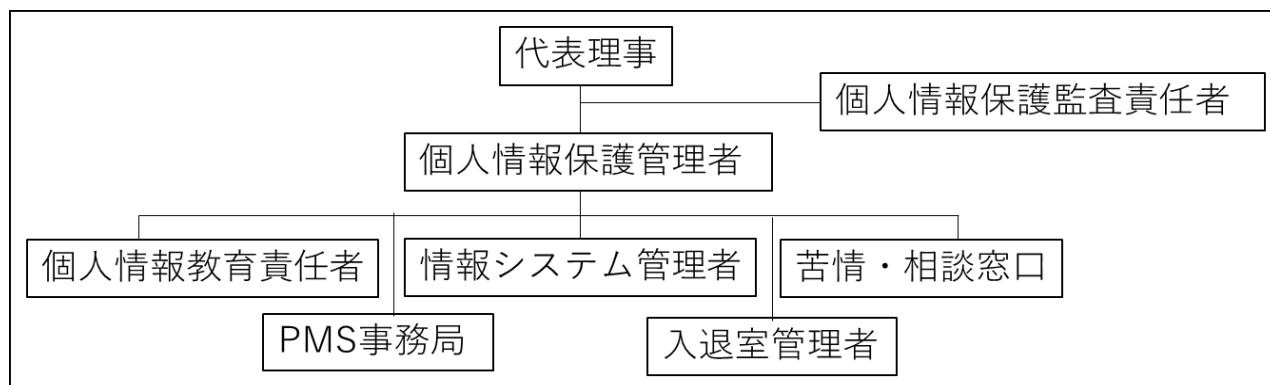 代表理事
個人情報保護監査責任者
個人情報保護管理者
個人情報教育責任者
情報システム管理者
苦情・相談窓口
PMS事務局
入退室管理者